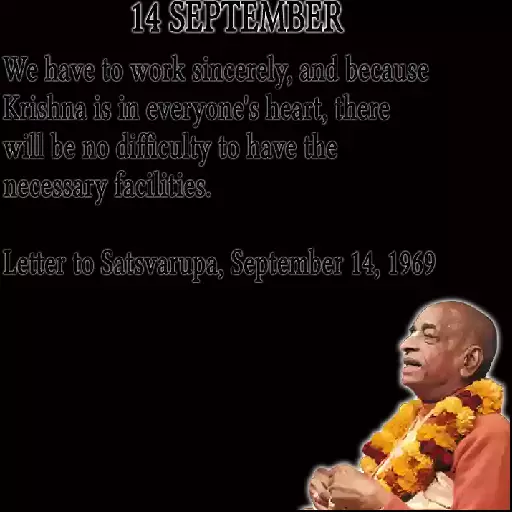 14 SEPTEMBER
We have to work sincerely, and because
Krishna is in everyone's heart, there
will be no difficulty to have the
necessary facilities.
Letter to Satsvarupa, September 14, 1969